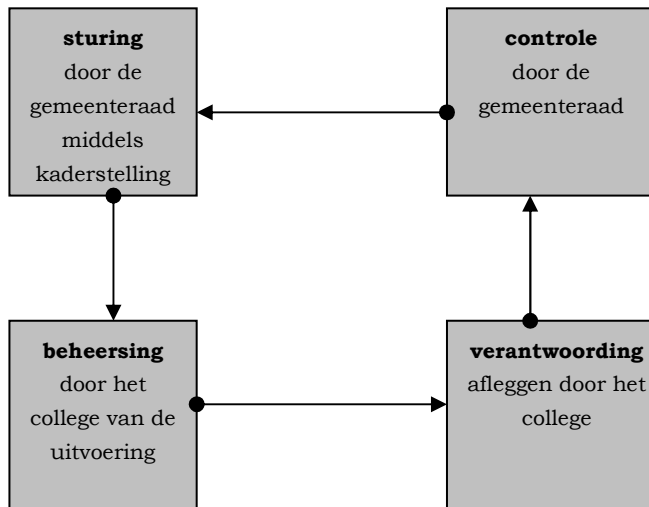 sturing
door de
gemeenteraad
middels
kaderstelling
controle
door de
gemeenteraad
beheersing
door het
college van de
uitvoering
verantwoording
afleggen door het
college